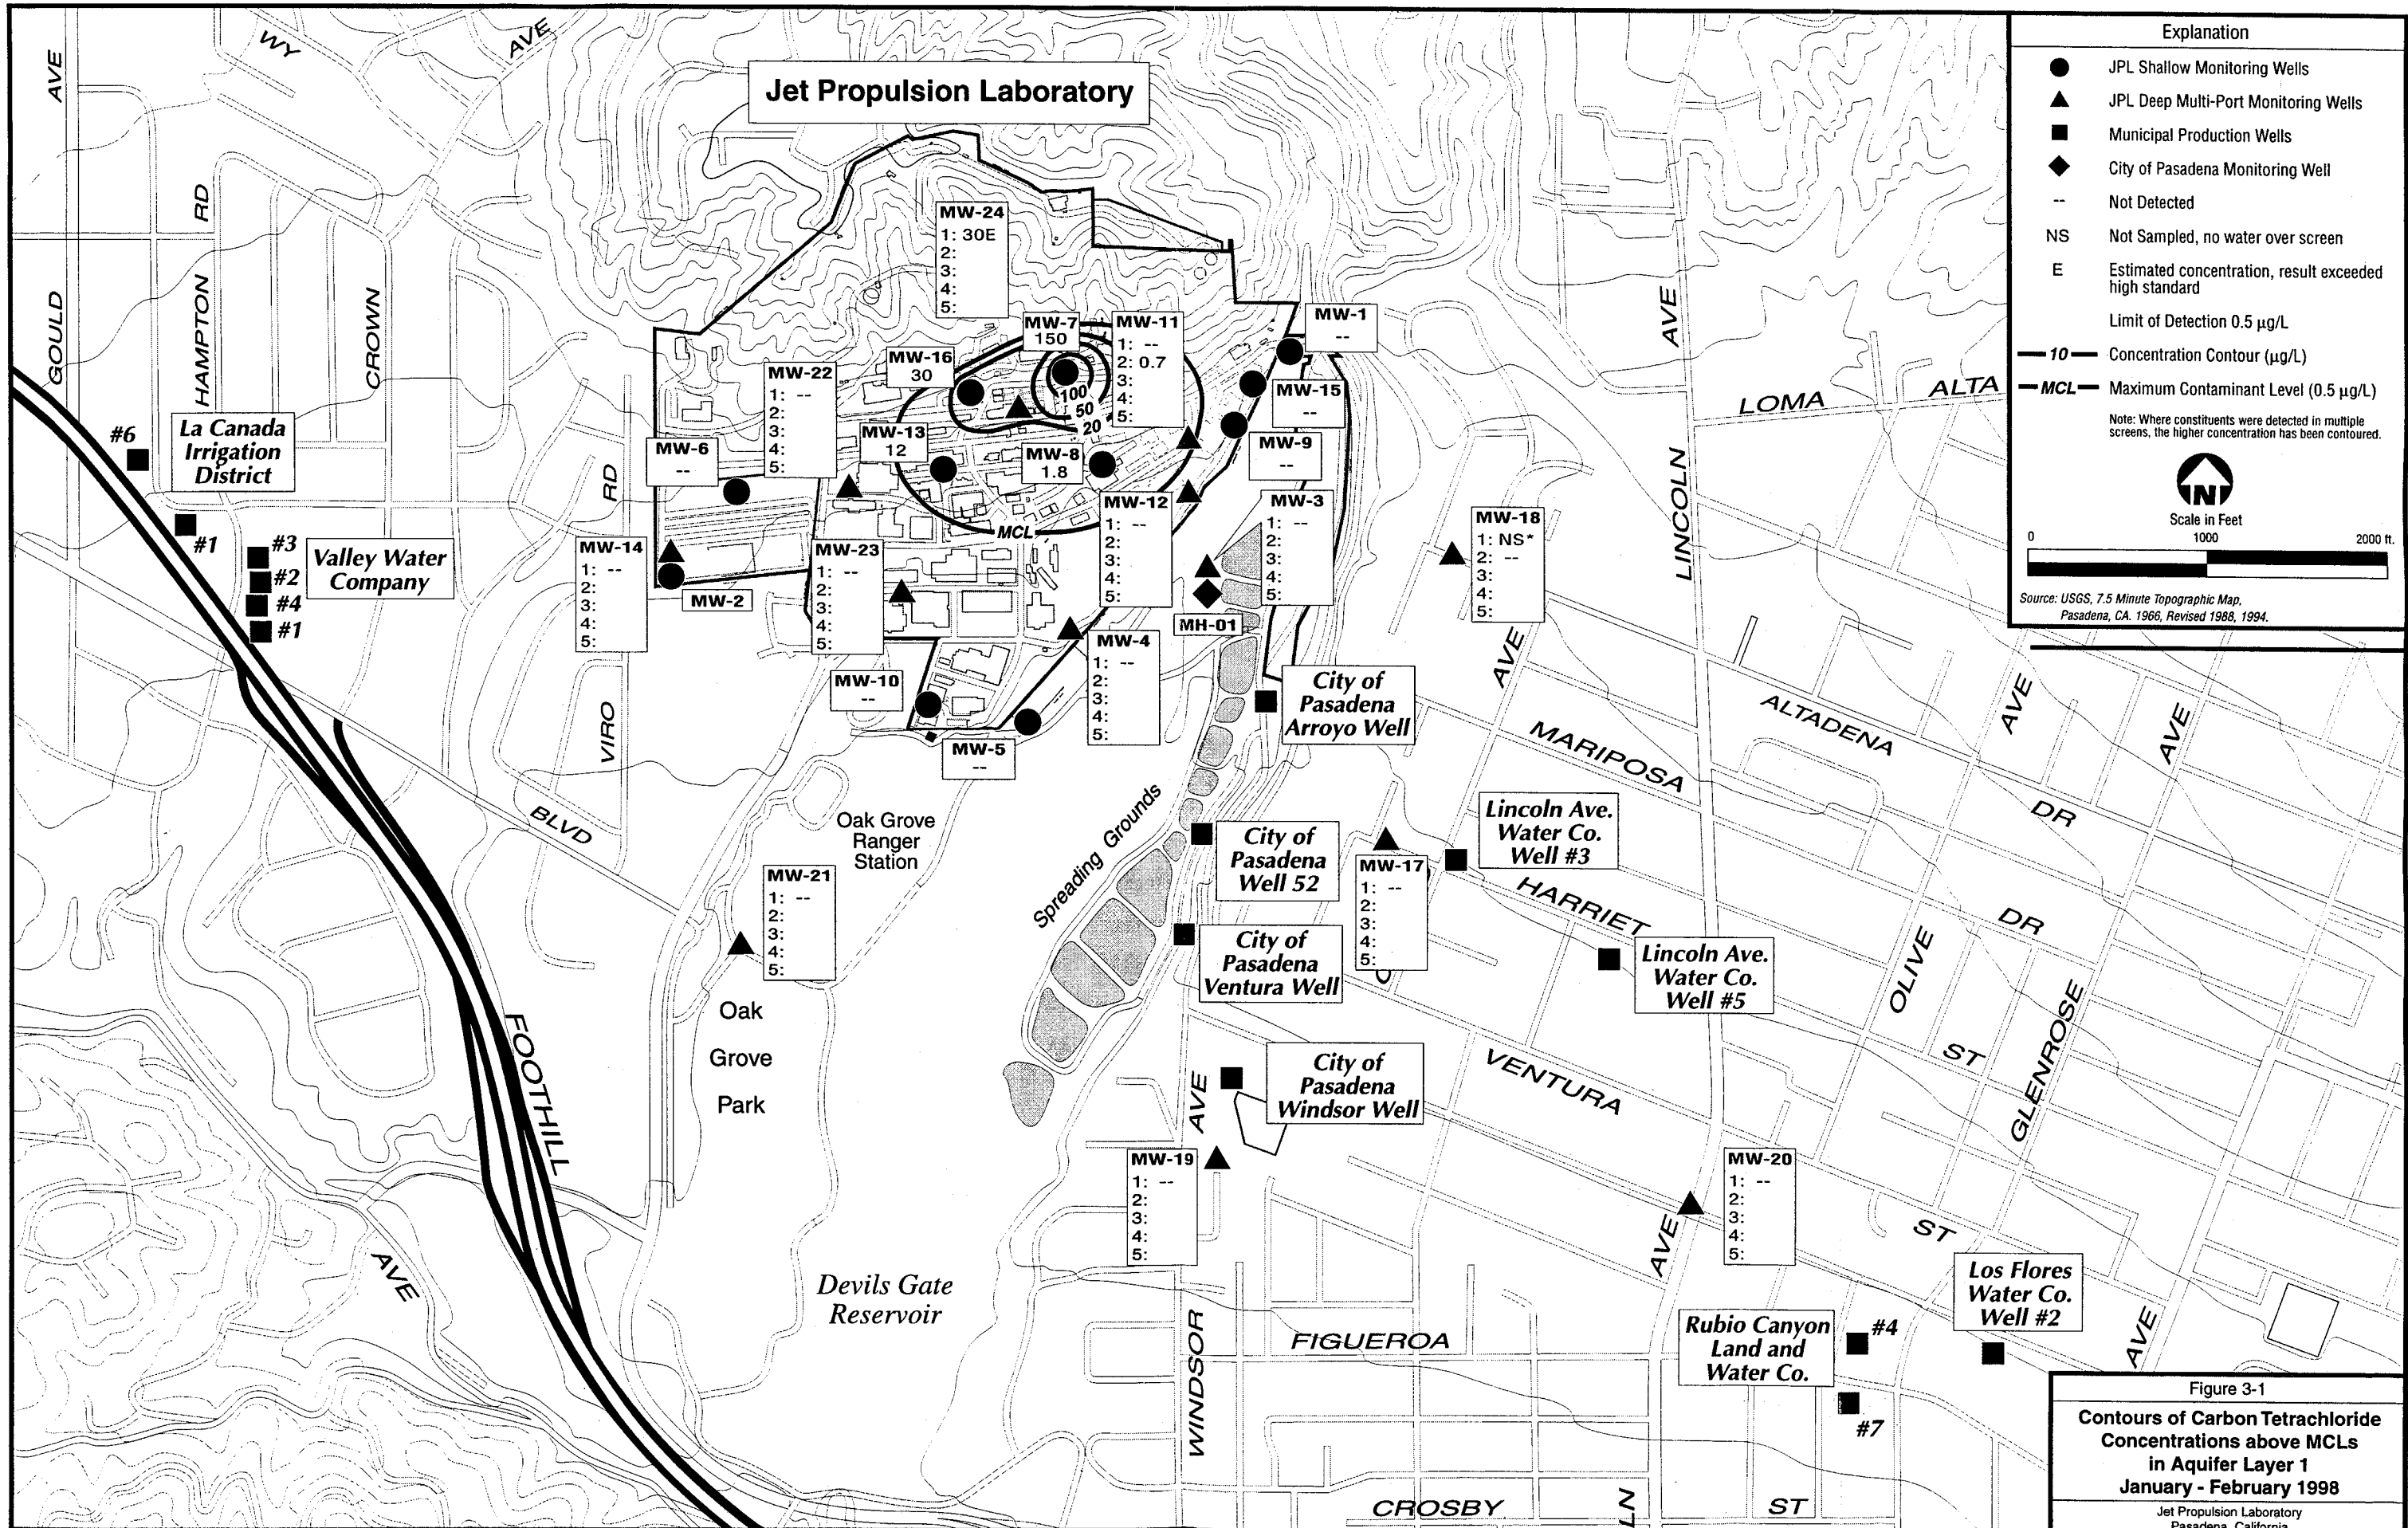 Jet Propulsion Laboratory
Explanation
JPL Shallow Monitoring Wells
JPL Deep Multi-Port Monitoring Wells
Municipal Production Wells
City of Pasadena Monitoring Well
-- Not Detected
NS Not Sampled, no water over screen
E Estimated concentration, result exceeded
high standard
Limit of Detection 0.5 µg/L
10 Concentration Contour (µg/L)
MCL Maximum Contaminant Level (0.5 µg/L)
Note: Where constituents were detected in multiple
screens, the higher concentration has been contoured.
N
Scale in Feet
0 1000 2000 ft.
Source: USGS, 7.5 Minute Topographic Map,
Pasadena, CA. 1966, Revised 1988, 1994.
AVE
WY
AVE
GOULD
HAMPTON
RD
CROWN
RD
VIRO
BLVD
FOOTHILL
AVE
#6
La Canada
Irrigation
District
#1
#3
#2
#4
#1
Valley Water
Company
MW-24
1: 30E
2:
3:
4:
5:
MW-7
150
MW-11
1: --
2: 0.7
3:
4:
5:
MW-1
--
MW-16
30
MW-22
1: --
2:
3:
4:
5:
100
50
20
MW-15
--
MW-13
12
MW-6
--
MW-8
1.8
MW-9
--
MCL
MW-12
1: --
2:
3:
4:
5:
MW-3
1: --
2:
3:
4:
5:
MW-18
1: NS*
2: --
3:
4:
5:
MW-14
1: --
2:
3:
4:
5:
MW-2
MW-23
1: --
2:
3:
4:
5:
MH-01
MW-4
1: --
2:
3:
4:
5:
MW-10
--
MW-5
--
City of
Pasadena
Arroyo Well
AVE
LINCOLN
LOMA ALTA
AVE
MARIPOSA
ALTADENA
DR
AVE
AVE
Oak Grove
Ranger
Station
Spreading Grounds
City of
Pasadena
Well 52
Lincoln Ave.
Water Co.
Well #3
MW-17
1: --
2:
3:
4:
5:
HARRIET
DR
MW-21
1: --
2:
3:
4:
5:
City of
Pasadena
Ventura Well
Lincoln Ave.
Water Co.
Well #5
OLIVE
GLENROSE
ST
Oak
Grove
Park
City of
Pasadena
Windsor Well
VENTURA
AVE
MW-19
1: --
2:
3:
4:
5:
MW-20
1: --
2:
3:
4:
5:
AVE
ST
Devils Gate
Reservoir
WINDSOR
FIGUEROA
Rubio Canyon
Land and
Water Co.
#4
#7
Los Flores
Water Co.
Well #2
AVE
CROSBY
LN
ST
Figure 3-1
Contours of Carbon Tetrachloride
Concentrations above MCLs
in Aquifer Layer 1
January - February 1998
Jet Propulsion Laboratory
Pasadena, California